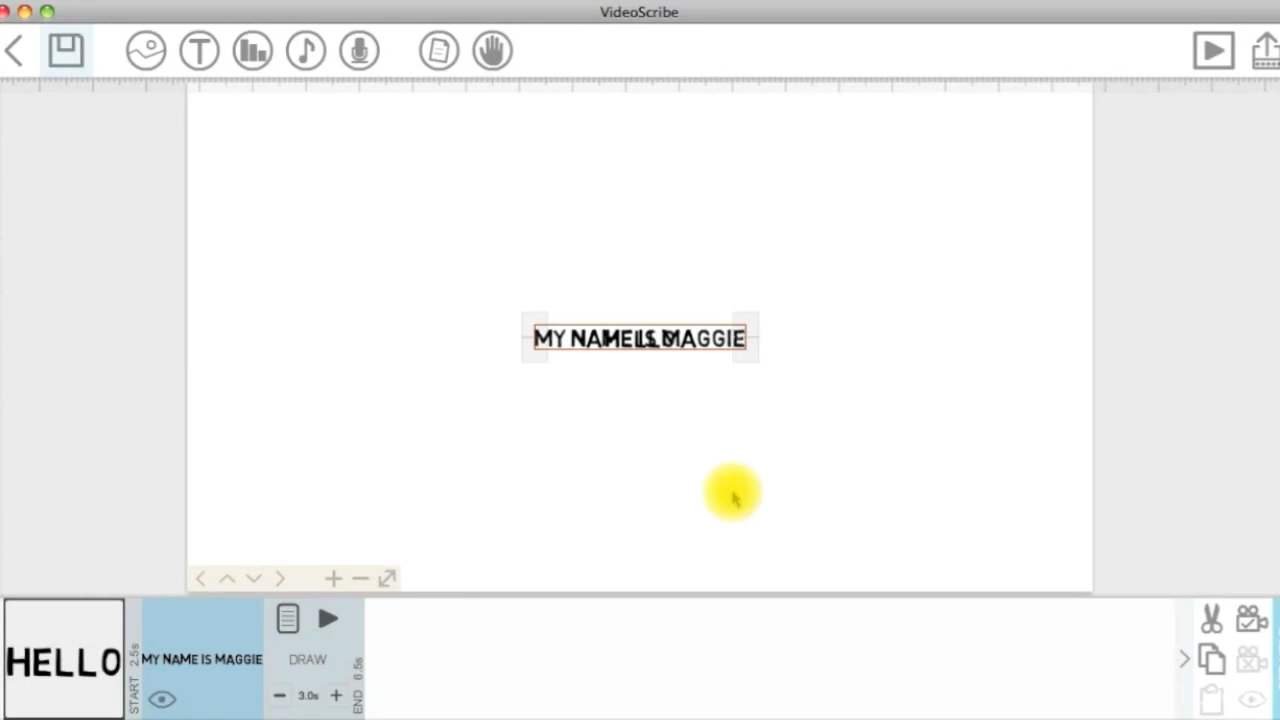 VideoScribe
MY NAME IS MAGGIE
HELLO
HELLO
START 2.5s
MY NAME IS MAGGIE
DRAW
3.0s
END 6.5s